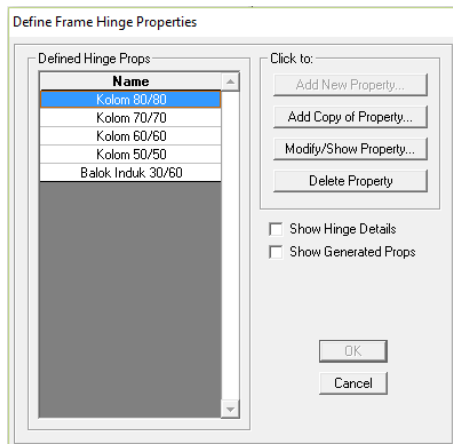 Define Frame Hinge Properties
Defined Hinge Props
Name
Kolom 80/80
Kolom 70/70
Kolom 60/60
Kolom 50/50
Balok Induk 30/60
Click to:
Add New Property...
Add Copy of Property...
Modify/Show Property...
Delete Property
Show Hinge Details
Show Generated Props
OK
Cancel